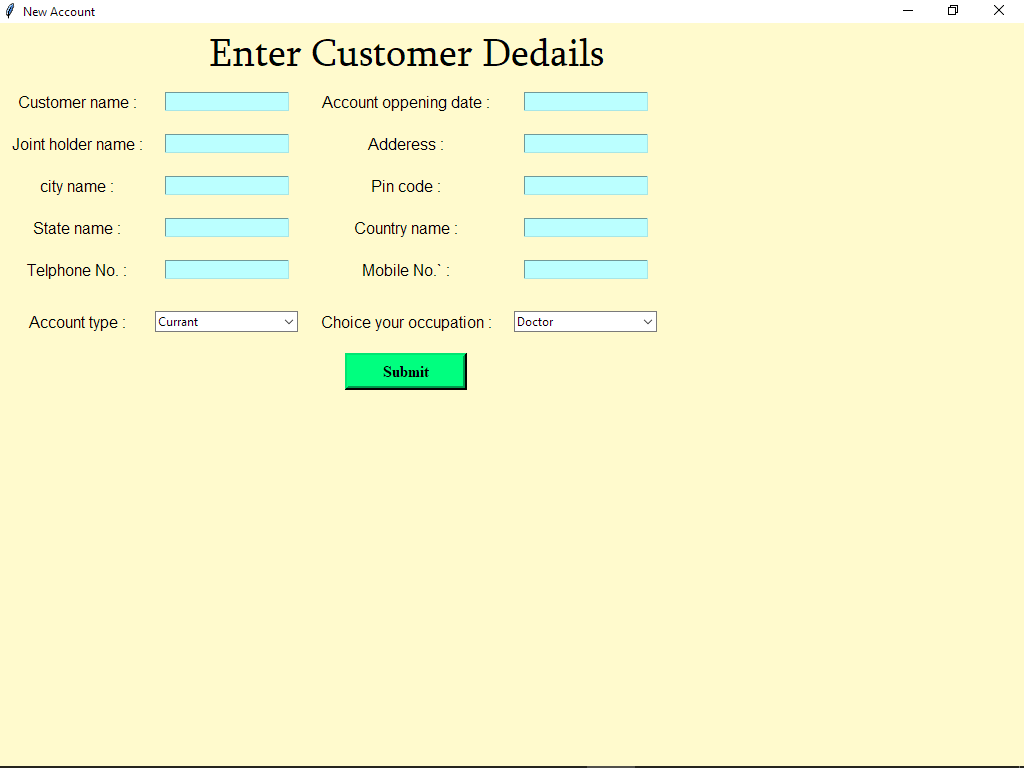 New Account
Enter Customer Dedails
Customer name : Account oppening date :
Joint holder name : Adderess :
city name : Pin code :
State name : Country name :
Telphone No. : Mobile No.` :
Account type : Currant Choice your occupation : Doctor
Submit